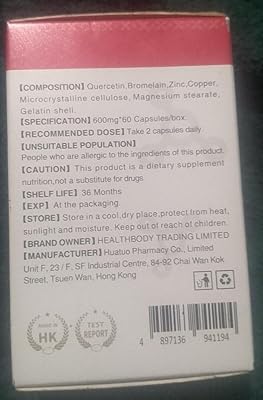 【COMPOSITION】Quercetin,Bromelain,Zinc,Copper,
Microcrystalline cellulose, Magnesium stearate,
Gelatin shell.
【SPECIFICATION】600mg*60 Capsules/box.
【RECOMMENDED DOSE】Take 2 capsules daily.
【UNSUITABLE POPULATION】
People who are allergic to the ingredients of this product.
【CAUTION】This product is a dietary supplement
nutrition,not a substitute for drugs.
【SHELF LIFE】36 Months
【EXP】At the packaging.
【STORE】Store in a cool,dry place,protect from heat,
sunlight and moisture. Keep out of reach of children.
【BRAND OWNER】HEALTHBODY TRADING LIMITED
【MANUFACTURER】Huatuo Pharmacy Co., Limited
Unit F, 23 / F, SF Industrial Centre, 84-92 Chai Wan Kok
Street, Tsuen Wan, Hong Kong
MADE IN
HK
TEST
REPORT
4 897136 941194